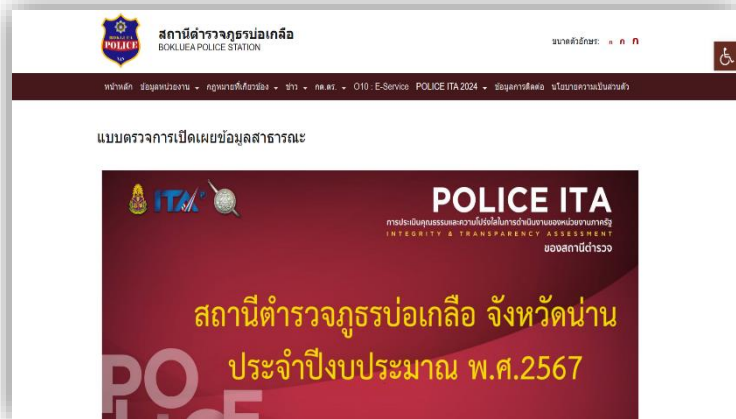 สถานีตำรวจภูธรบ่อเกลือ
BOKLUEA POLICE STATION
ขนาดตัวอักษร: ก ก ก
หน้าหลัก ข้อมูลหน่วยงาน กฎหมายที่เกี่ยวข้อง ข่าว กต.ตร. O10 : E-Service POLICE ITA 2024 ข้อมูลการติดต่อ นโยบายความเป็นส่วนตัว
แบบตรวจการเปิดเผยข้อมูลสาธารณะ
ITA
POLICE ITA
การประเมินคุณธรรมและความโปร่งใสในการดำเนินงานของหน่วยงานภาครัฐ
INTEGRITY & TRANSPARENCY ASSESSMENT
ของสถานีตำรวจ
สถานีตำรวจภูธรบ่อเกลือ จังหวัดน่าน
ประจำปีงบประมาณ พ.ศ.2567